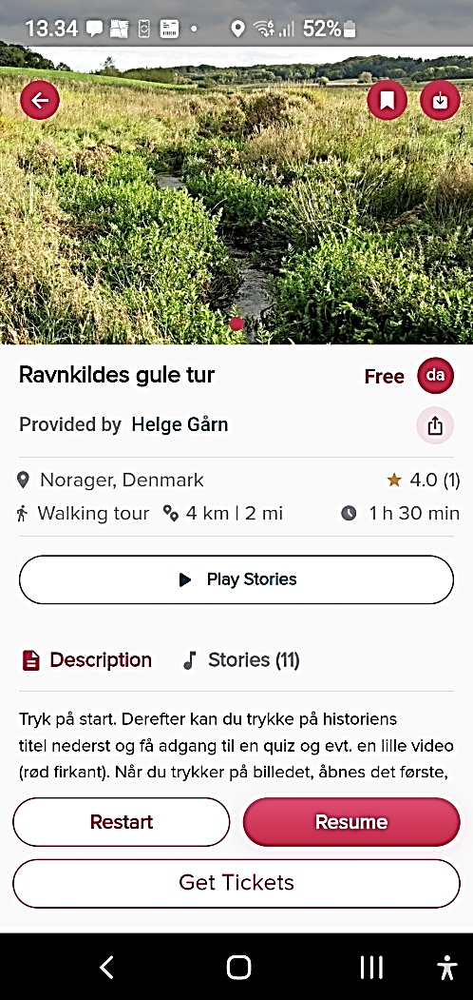 13.34
52%
Ravnkildes gule tur
Free
da
Provided by Helge Gårn
Norager, Denmark
4.0 (1)
Walking tour
4 km | 2 mi
1 h 30 min
Play Stories
Description
Stories (11)
Tryk på start. Derefter kan du trykke på historiens
titel nederst og få adgang til en quiz og evt. en lille video
(rød firkant). Når du trykker på billedet, åbnes det første,
Restart
Resume
Get Tickets